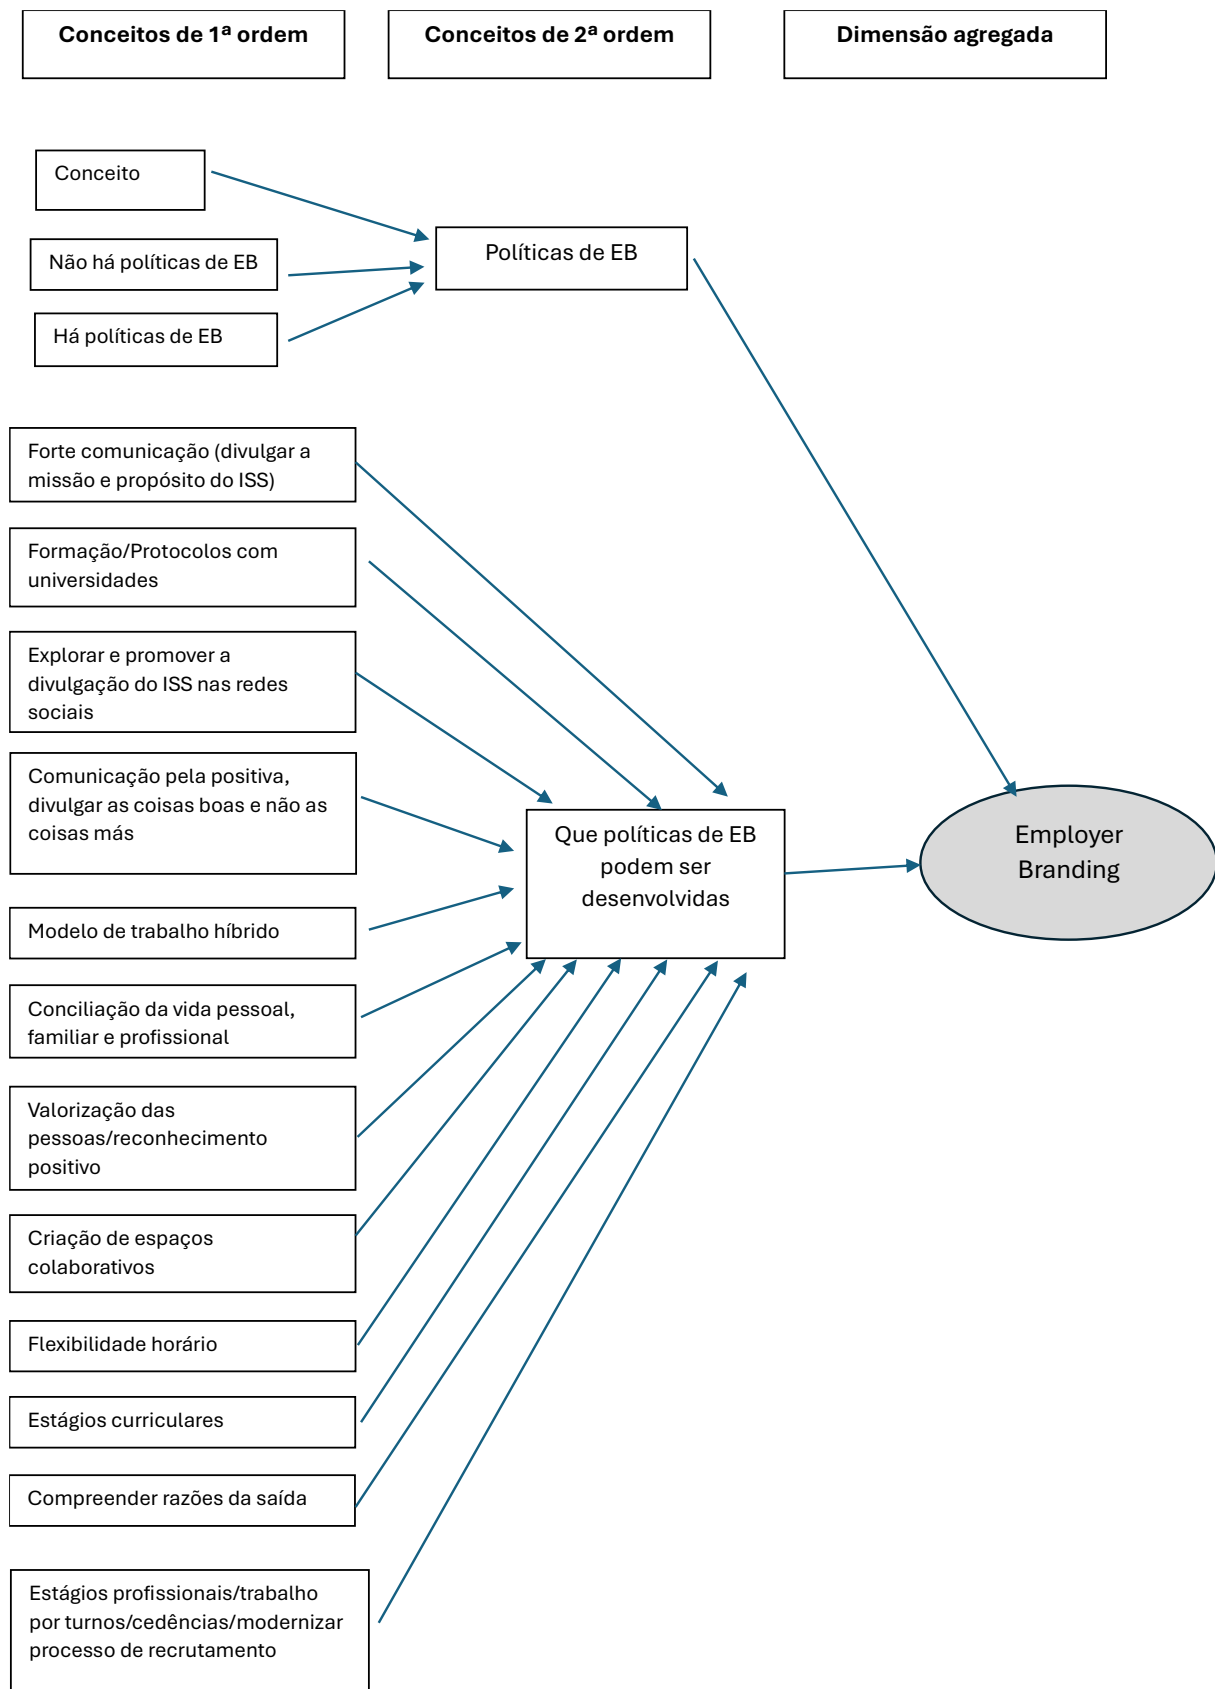 Conceitos de 1ª ordem
Conceitos de 2ª ordem
Dimensão agregada
Conceito
Não há políticas de EB
Há políticas de EB
Políticas de EB
Forte comunicação (divulgar a
missão e propósito do ISS)
Formação/Protocolos com
universidades
Explorar e promover a
divulgação do ISS nas redes
sociais
Comunicação pela positiva,
divulgar as coisas boas e não as
coisas más
Modelo de trabalho híbrido
Conciliação da vida pessoal,
familiar e profissional
Valorização das
pessoas/reconhecimento
positivo
Criação de espaços
colaborativos
Flexibilidade horário
Estágios curriculares
Compreender razões da saída
Estágios profissionais/trabalho
por turnos/cedências/modernizar
processo de recrutamento
Que políticas de EB
podem ser
desenvolvidas
Employer
Branding